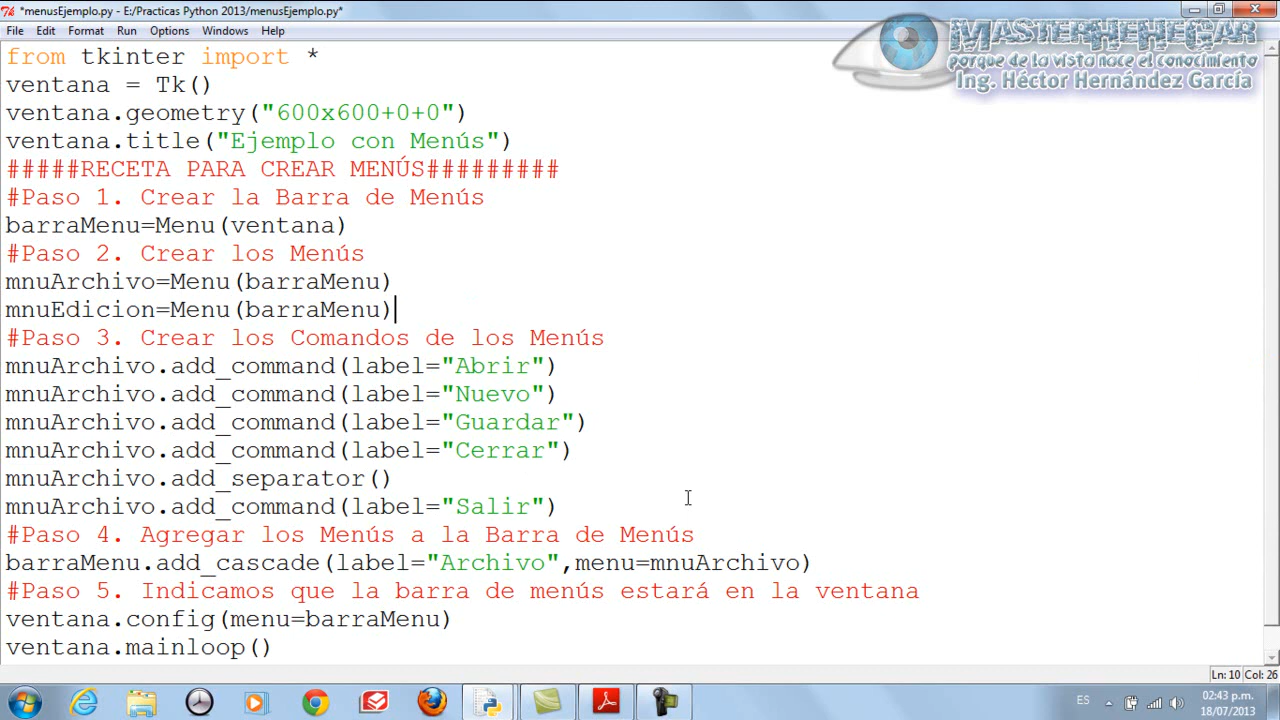 *menusEjemplo.py - E:/Practicas Python 2013/menusEjemplo.py*
File Edit Format Run Options Windows Help
MASTERHEHEGAR
porque de la vista nace el conocimiento
Ing. Héctor Hernández García
from tkinter import *
ventana = Tk()
ventana.geometry("600x600+0+0")
ventana.title("Ejemplo con Menús")
#####RECETA PARA CREAR MENÚS#########
#Paso 1. Crear la Barra de Menús
barraMenu=Menu(ventana)
#Paso 2. Crear los Menús
mnuArchivo=Menu(barraMenu)
mnuEdicion=Menu(barraMenu)
#Paso 3. Crear los Comandos de los Menús
mnuArchivo.add_command(label="Abrir")
mnuArchivo.add_command(label="Nuevo")
mnuArchivo.add_command(label="Guardar")
mnuArchivo.add_command(label="Cerrar")
mnuArchivo.add_separator()
mnuArchivo.add_command(label="Salir")
#Paso 4. Agregar los Menús a la Barra de Menús
barraMenu.add_cascade(label="Archivo",menu=mnuArchivo)
#Paso 5. Indicamos que la barra de menús estará en la ventana
ventana.config(menu=barraMenu)
ventana.mainloop()
Ln: 10 Col: 26
ES
02:43 p.m.
18/07/2013